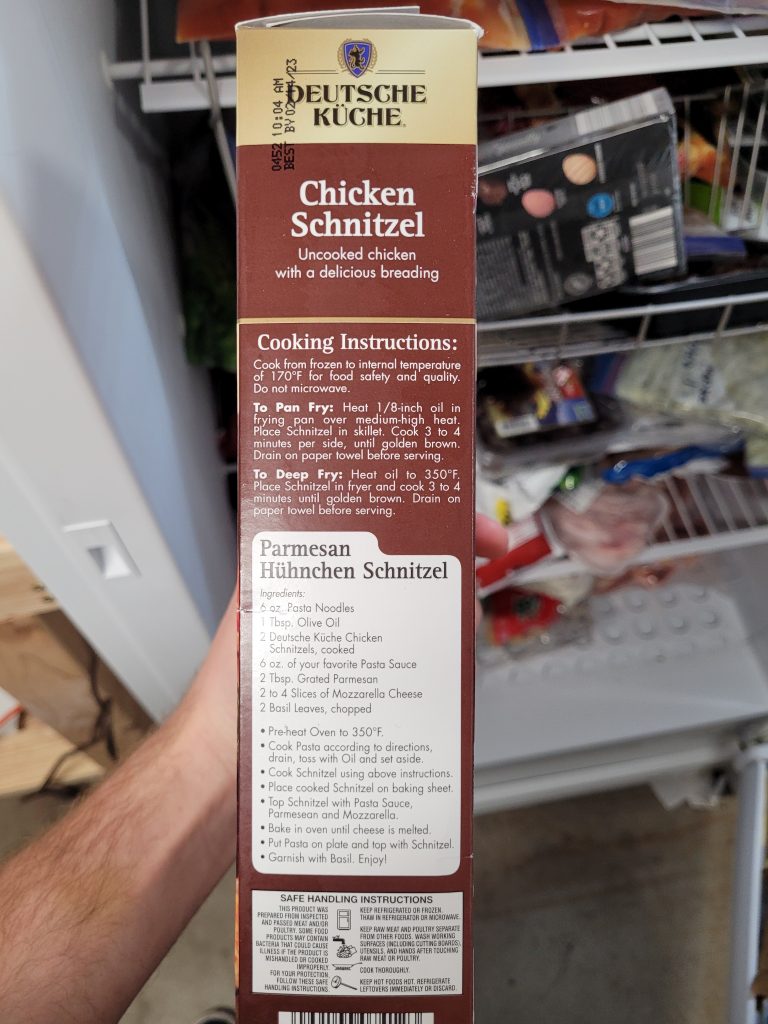 0452 10:04 AM
BEST BY 02/14/23
DEUTSCHE
KÜCHE
Chicken
Schnitzel
Uncooked chicken
with a delicious breading
Cooking Instructions:
Cook from frozen to internal temperature
of 170°F for food safety and quality.
Do not microwave.
To Pan Fry: Heat 1/8-inch oil in
frying pan over medium-high heat.
Place Schnitzel in skillet. Cook 3 to 4
minutes per side, until golden brown.
Drain on paper towel before serving.
To Deep Fry: Heat oil to 350°F.
Place Schnitzel in fryer and cook 3 to 4
minutes until golden brown. Drain on
paper towel before serving.
Parmesan
Hühnchen Schnitzel
Ingredients:
6 oz. Pasta Noodles
1 Tbsp. Olive Oil
2 Deutsche Küche Chicken
Schnitzels, cooked
6 oz. of your favorite Pasta Sauce
2 Tbsp. Grated Parmesan
2 to 4 Slices of Mozzarella Cheese
2 Basil Leaves, chopped
• Pre-heat Oven to 350°F.
• Cook Pasta according to directions,
drain, toss with Oil and set aside.
• Cook Schnitzel using above instructions.
• Place cooked Schnitzel on baking sheet.
• Top Schnitzel with Pasta Sauce,
Parmesean and Mozzarella.
• Bake in oven until cheese is melted.
• Put Pasta on plate and top with Schnitzel.
• Garnish with Basil. Enjoy!
SAFE HANDLING INSTRUCTIONS
THIS PRODUCT WAS
PREPARED FROM INSPECTED
AND PASSED MEAT AND/OR
POULTRY. SOME FOOD
PRODUCTS MAY CONTAIN
BACTERIA THAT COULD CAUSE
ILLNESS IF THE PRODUCT IS
MISHANDLED OR COOKED
IMPROPERLY.
FOR YOUR PROTECTION,
FOLLOW THESE SAFE
HANDLING INSTRUCTIONS.
KEEP REFRIGERATED OR FROZEN.
THAW IN REFRIGERATOR OR MICROWAVE.
KEEP RAW MEAT AND POULTRY SEPARATE
FROM OTHER FOODS. WASH WORKING
SURFACES (INCLUDING CUTTING BOARDS),
UTENSILS, AND HANDS AFTER TOUCHING
RAW MEAT OR POULTRY.
COOK THOROUGHLY.
KEEP HOT FOODS HOT. REFRIGERATE
LEFTOVERS IMMEDIATELY OR DISCARD.